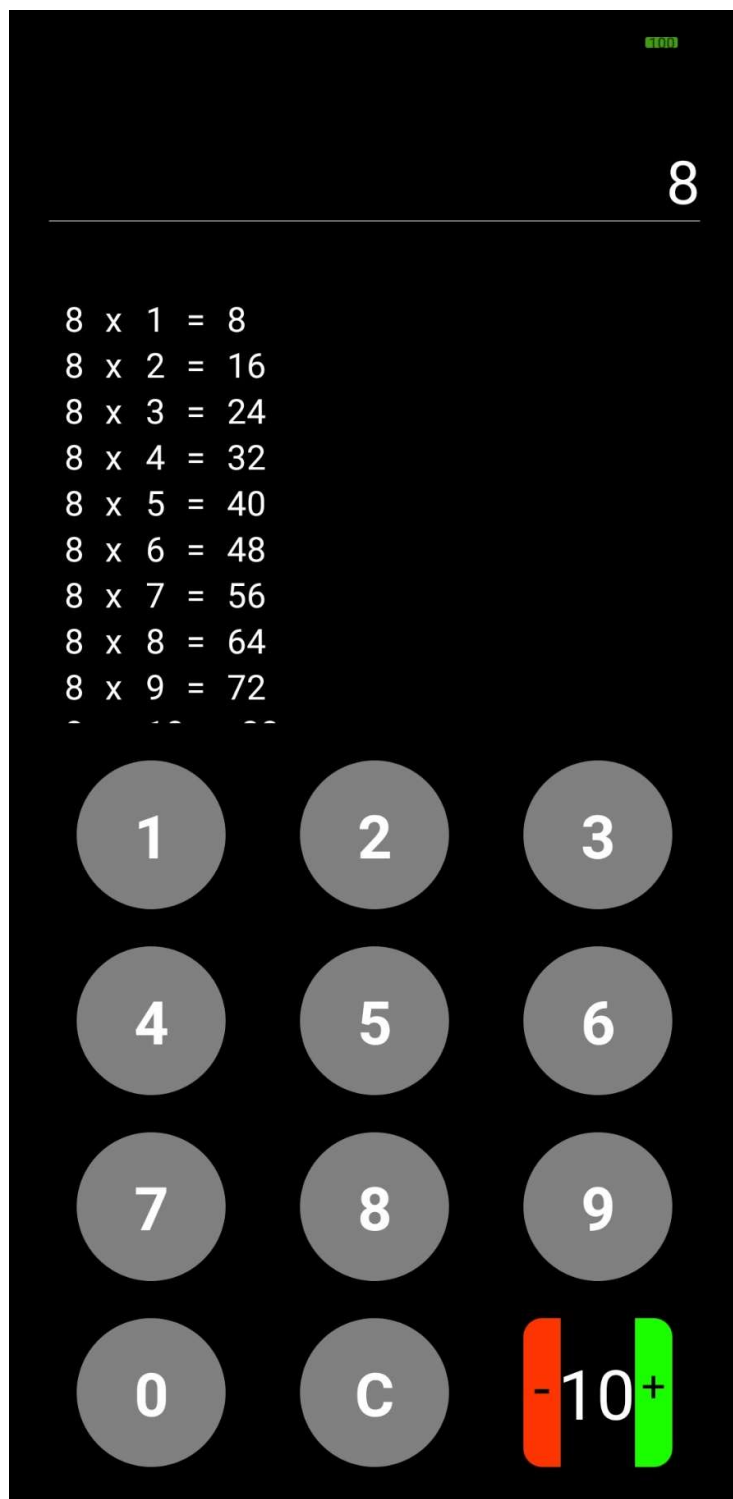 100
8
8 x 1 = 8
8 x 2 = 16
8 x 3 = 24
8 x 4 = 32
8 x 5 = 40
8 x 6 = 48
8 x 7 = 56
8 x 8 = 64
8 x 9 = 72
1 2 3
4 5 6
7 8 9
0 C - 10 +